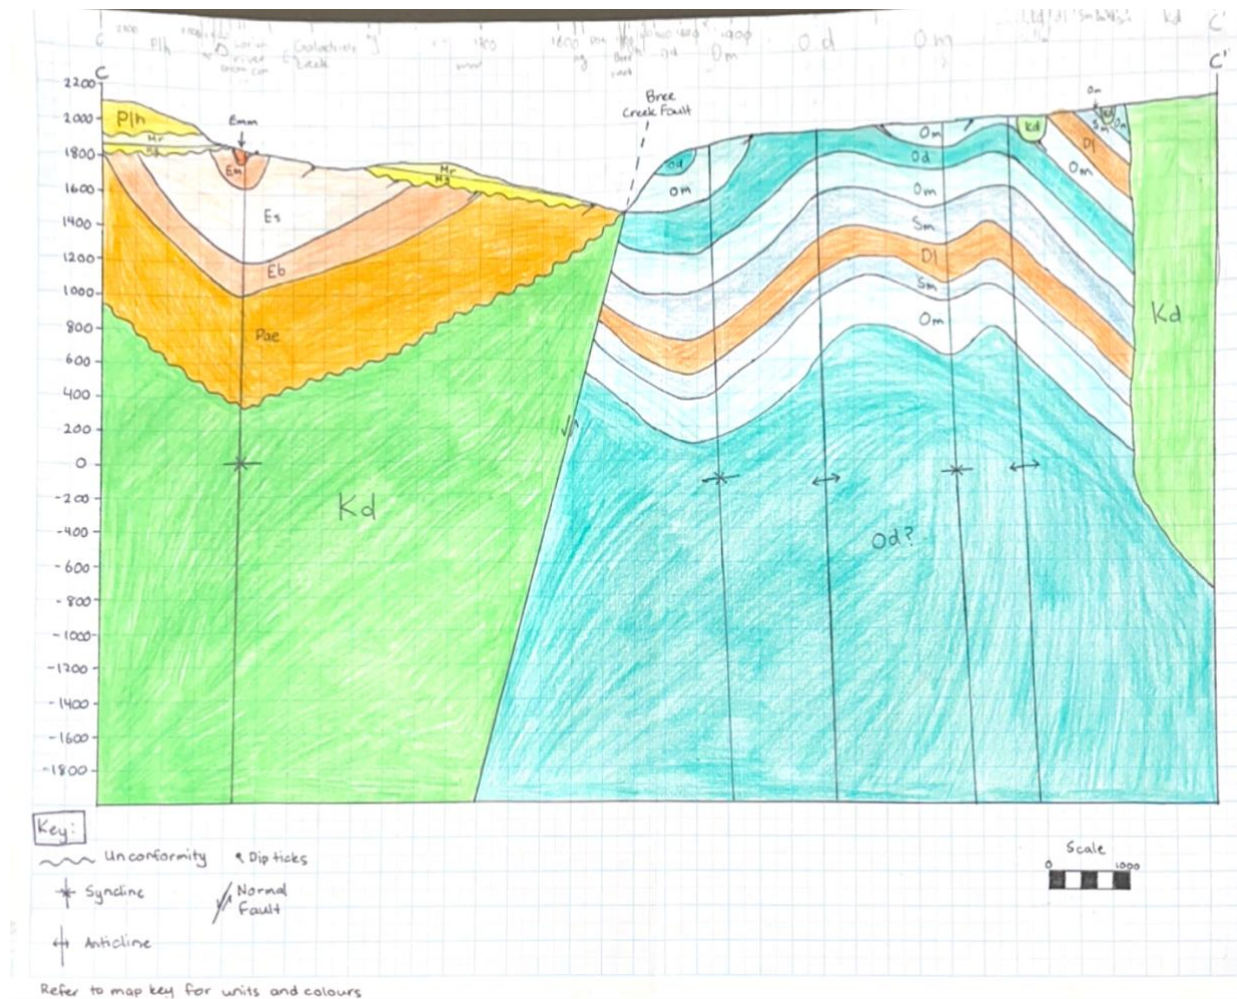 C'
C
C'
2200
2000
1800
1600
1400
1200
1000
800
600
400
200
0
-200
-400
-600
-800
-1000
-1200
-1400
-1600
-1800
Plh
Mr
Emm
Em
Es
Eb
Pae
Kd
Mr
Bree
Creek Fault
Od
Om
Om
Od
Om
Sm
Dl
Sm
Om
Od?
Kd
Om
Sm
Om
Dl
Om
Kd
Key:
Unconformity
Dip ticks
Syncline
Normal
Fault
Anticline
Scale
0 1000
Refer to map key for units and colours